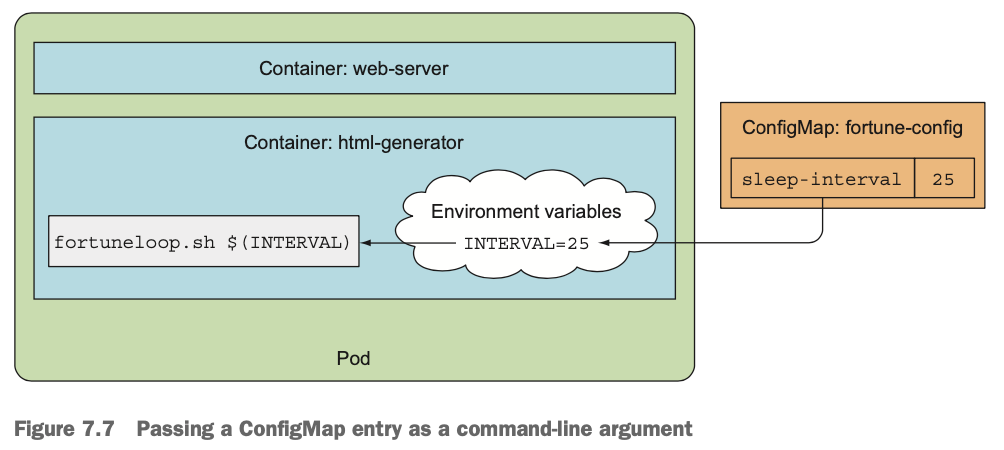 Container: web-server
Container: html-generator
ConfigMap: fortune-config
sleep-interval 25
Environment variables
fortuneloop.sh $(INTERVAL)
INTERVAL=25
Pod
Figure 7.7 Passing a ConfigMap entry as a command-line argument